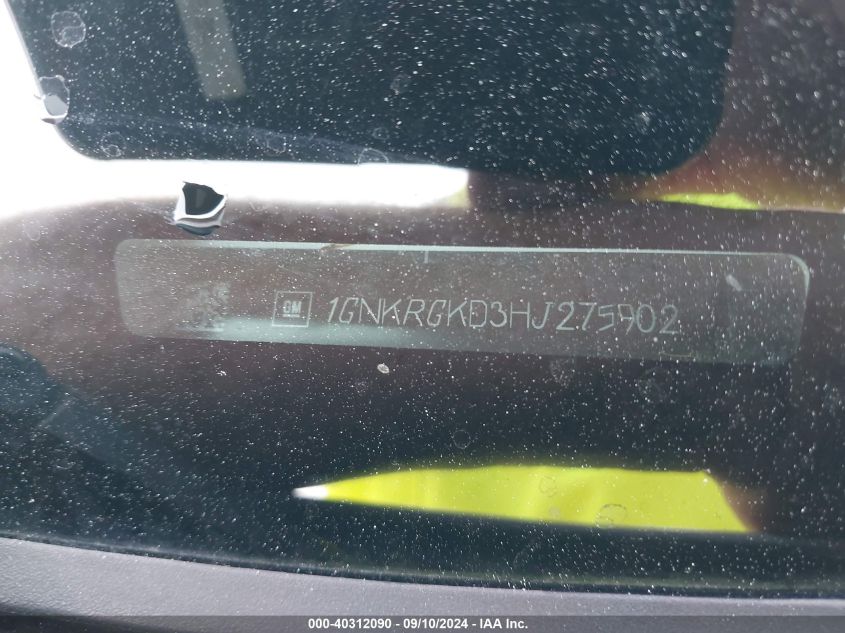 GM 1GNKRGKD3HJ275902
000-40312090 - 09/10/2024 - IAA Inc.